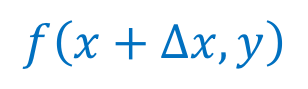 f(x + Δx, y)